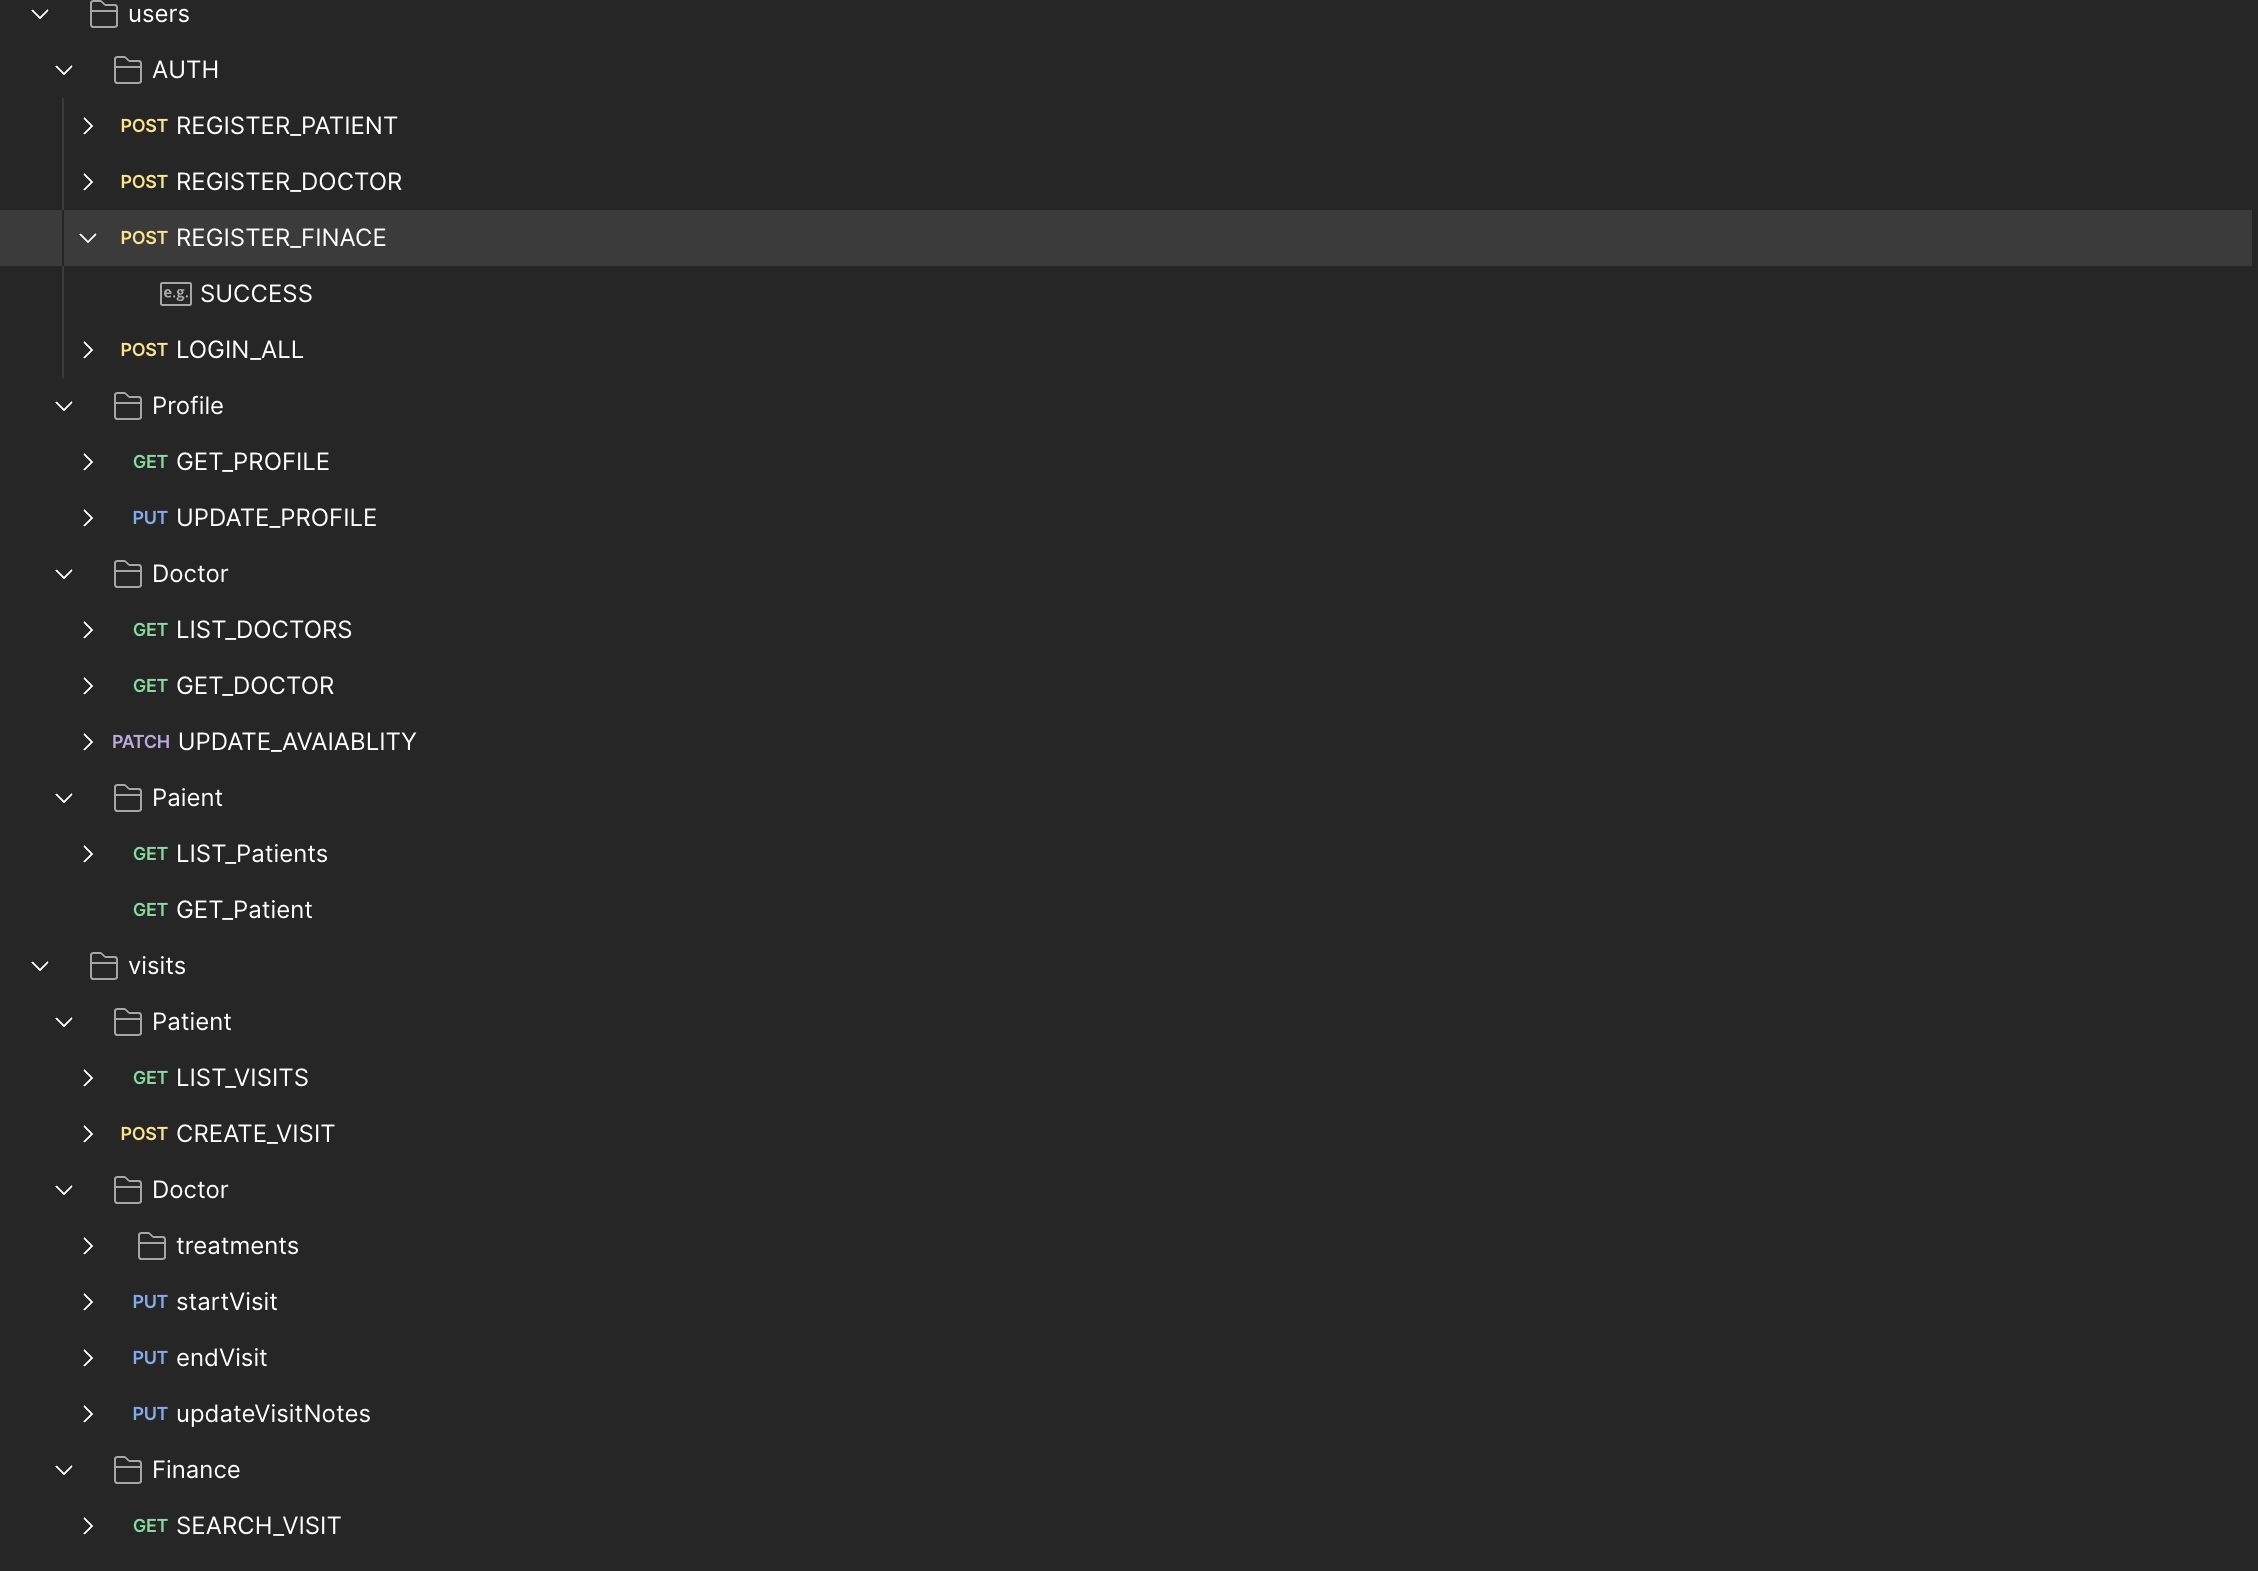 users
AUTH
POST REGISTER_PATIENT
POST REGISTER_DOCTOR
POST REGISTER_FINACE
e.g. SUCCESS
POST LOGIN_ALL
Profile
GET GET_PROFILE
PUT UPDATE_PROFILE
Doctor
GET LIST_DOCTORS
GET GET_DOCTOR
PATCH UPDATE_AVAIABLITY
Paient
GET LIST_Patients
GET GET_Patient
visits
Patient
GET LIST_VISITS
POST CREATE_VISIT
Doctor
treatments
PUT startVisit
PUT endVisit
PUT updateVisitNotes
Finance
GET SEARCH_VISIT